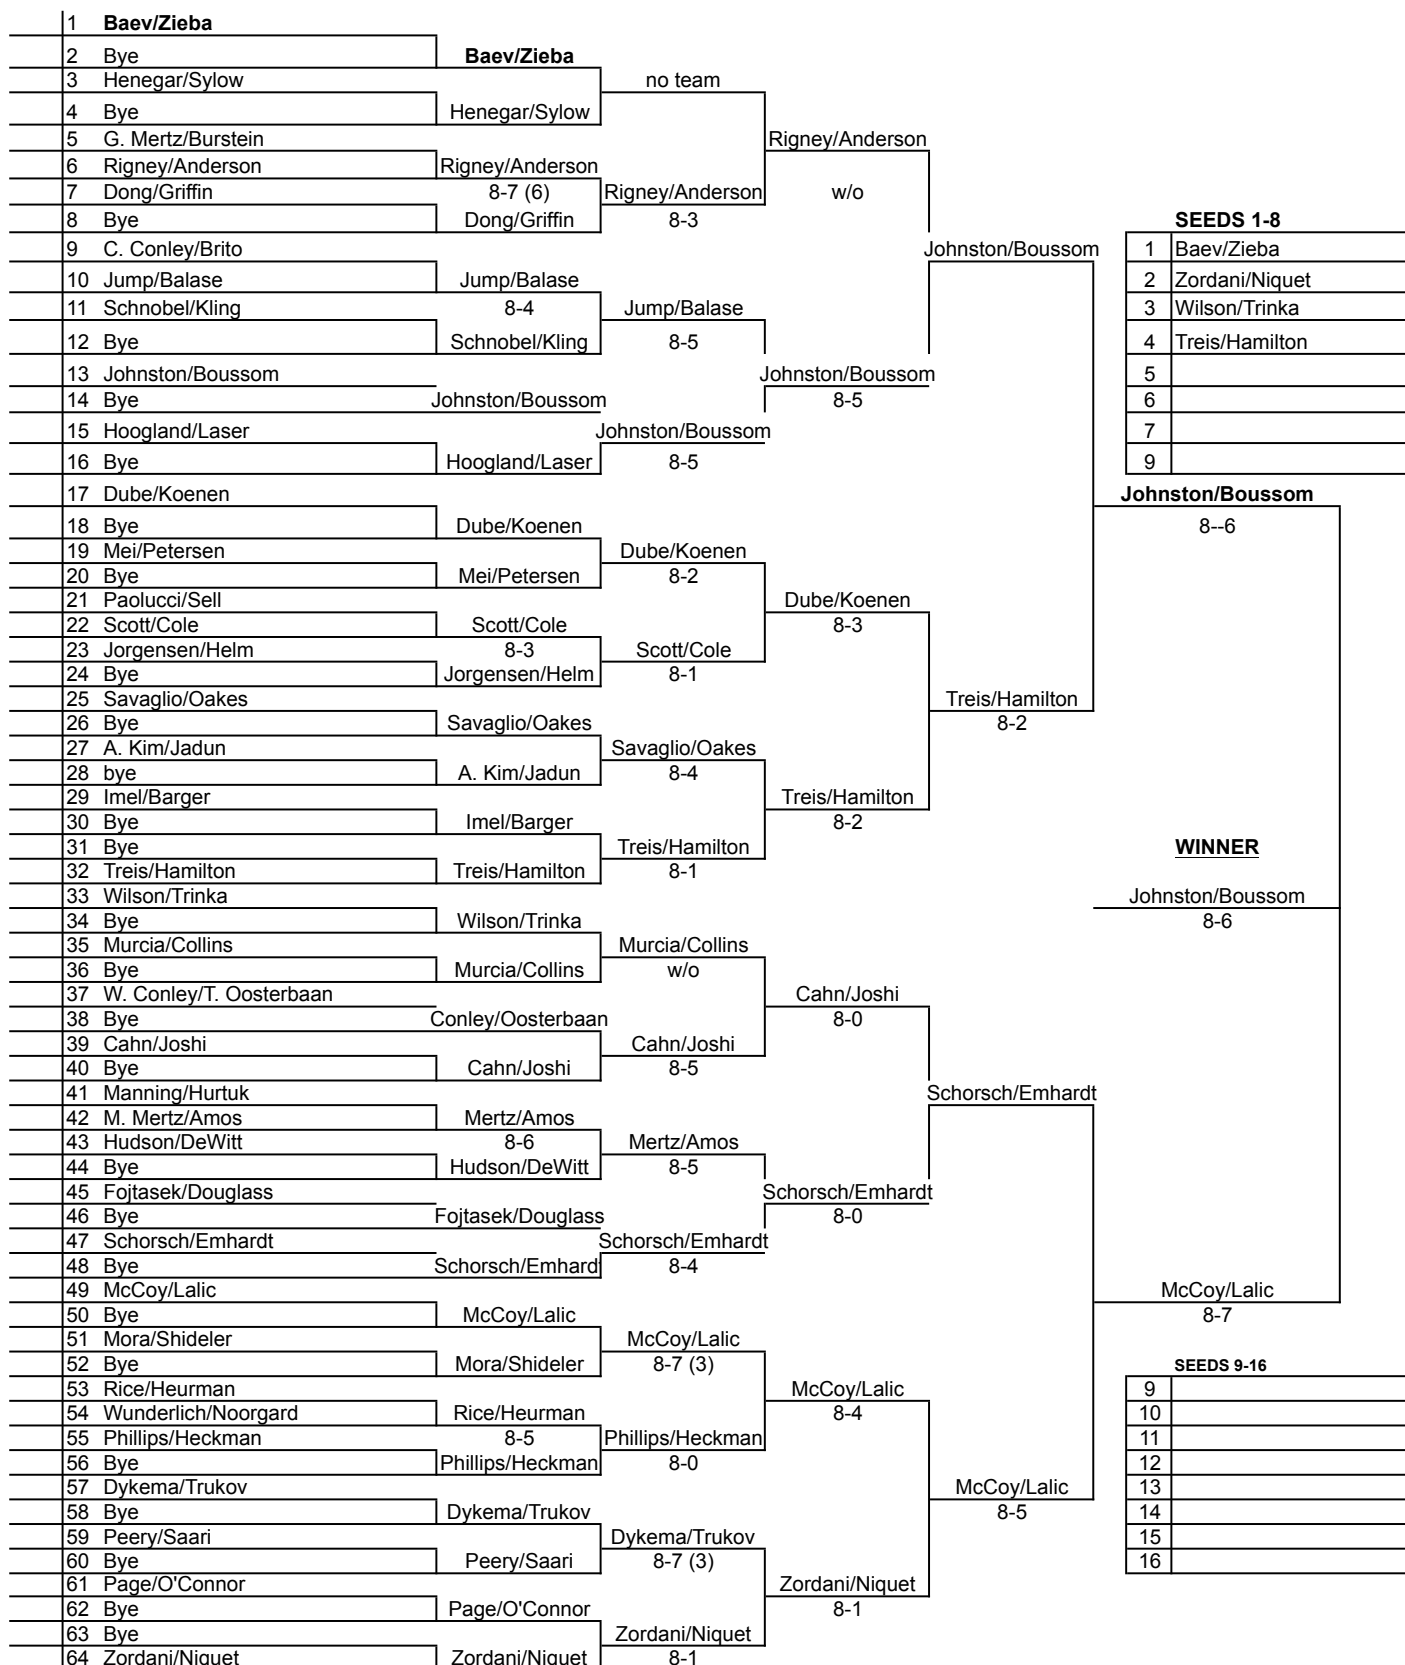 1 Baev/Zieba
2 Bye Baev/Zieba
3 Henegar/Sylow no team
4 Bye Henegar/Sylow
5 G. Mertz/Burstein Rigney/Anderson
6 Rigney/Anderson Rigney/Anderson
7 Dong/Griffin 8-7 (6) Rigney/Anderson w/o
8 Bye Dong/Griffin 8-3 SEEDS 1-8
9 C. Conley/Brito Johnston/Boussom 1 Baev/Zieba
10 Jump/Balase Jump/Balase 2 Zordani/Niquet
11 Schnobel/Kling 8-4 Jump/Balase 3 Wilson/Trinka
12 Bye Schnobel/Kling 8-5 4 Treis/Hamilton
13 Johnston/Boussom Johnston/Boussom 5
14 Bye Johnston/Boussom 8-5 6
15 Hoogland/Laser Johnston/Boussom 7
16 Bye Hoogland/Laser 8-5 9
17 Dube/Koenen Johnston/Boussom
18 Bye Dube/Koenen 8--6
19 Mei/Petersen Dube/Koenen
20 Bye Mei/Petersen 8-2
21 Paolucci/Sell Dube/Koenen
22 Scott/Cole Scott/Cole 8-3
23 Jorgensen/Helm 8-3 Scott/Cole
24 Bye Jorgensen/Helm 8-1
25 Savaglio/Oakes Treis/Hamilton
26 Bye Savaglio/Oakes 8-2
27 A. Kim/Jadun Savaglio/Oakes
28 bye A. Kim/Jadun 8-4
29 Imel/Barger Treis/Hamilton
30 Bye Imel/Barger 8-2
31 Bye Treis/Hamilton WINNER
32 Treis/Hamilton Treis/Hamilton 8-1
33 Wilson/Trinka Johnston/Boussom
34 Bye Wilson/Trinka 8-6
35 Murcia/Collins Murcia/Collins
36 Bye Murcia/Collins w/o
37 W. Conley/T. Oosterbaan Cahn/Joshi
38 Bye Conley/Oosterbaan 8-0
39 Cahn/Joshi Cahn/Joshi
40 Bye Cahn/Joshi 8-5
41 Manning/Hurtuk Schorsch/Emhardt
42 M. Mertz/Amos Mertz/Amos
43 Hudson/DeWitt 8-6 Mertz/Amos
44 Bye Hudson/DeWitt 8-5
45 Fojtasek/Douglass Schorsch/Emhardt
46 Bye Fojtasek/Douglass 8-0
47 Schorsch/Emhardt Schorsch/Emhardt
48 Bye Schorsch/Emhardt 8-4
49 McCoy/Lalic McCoy/Lalic
50 Bye McCoy/Lalic 8-7
51 Mora/Shideler McCoy/Lalic
52 Bye Mora/Shideler 8-7 (3) SEEDS 9-16
53 Rice/Heurman McCoy/Lalic 9
54 Wunderlich/Noorgard Rice/Heurman 8-4 10
55 Phillips/Heckman 8-5 Phillips/Heckman 11
56 Bye Phillips/Heckman 8-0 12
57 Dykema/Trukov McCoy/Lalic 13
58 Bye Dykema/Trukov 8-5 14
59 Peery/Saari Dykema/Trukov 15
60 Bye Peery/Saari 8-7 (3) 16
61 Page/O'Connor Zordani/Niquet
62 Bye Page/O'Connor 8-1
63 Bye Zordani/Niquet
64 Zordani/Niquet Zordani/Niquet 8-1